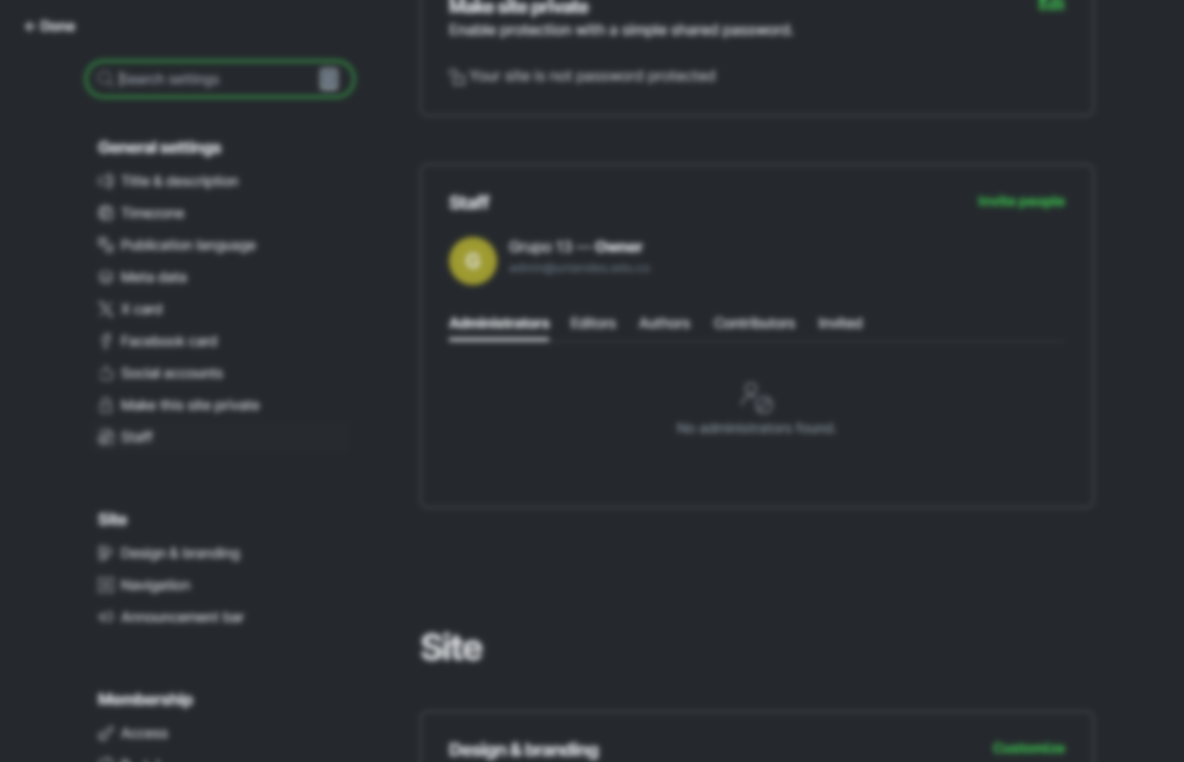 Done
Search settings
General settings
Title & description
Timezone
Publication language
Meta data
X card
Facebook card
Social accounts
Make this site private
Staff
Site
Design & branding
Navigation
Announcement bar
Membership
Access
Make site private
Edit
Enable protection with a simple shared password.
Your site is not password protected
Staff
Invite people
G
Grupo 13 — Owner
Administrators Editors Authors Contributors Invited
No administrators found.
Site
Design & branding
Customize